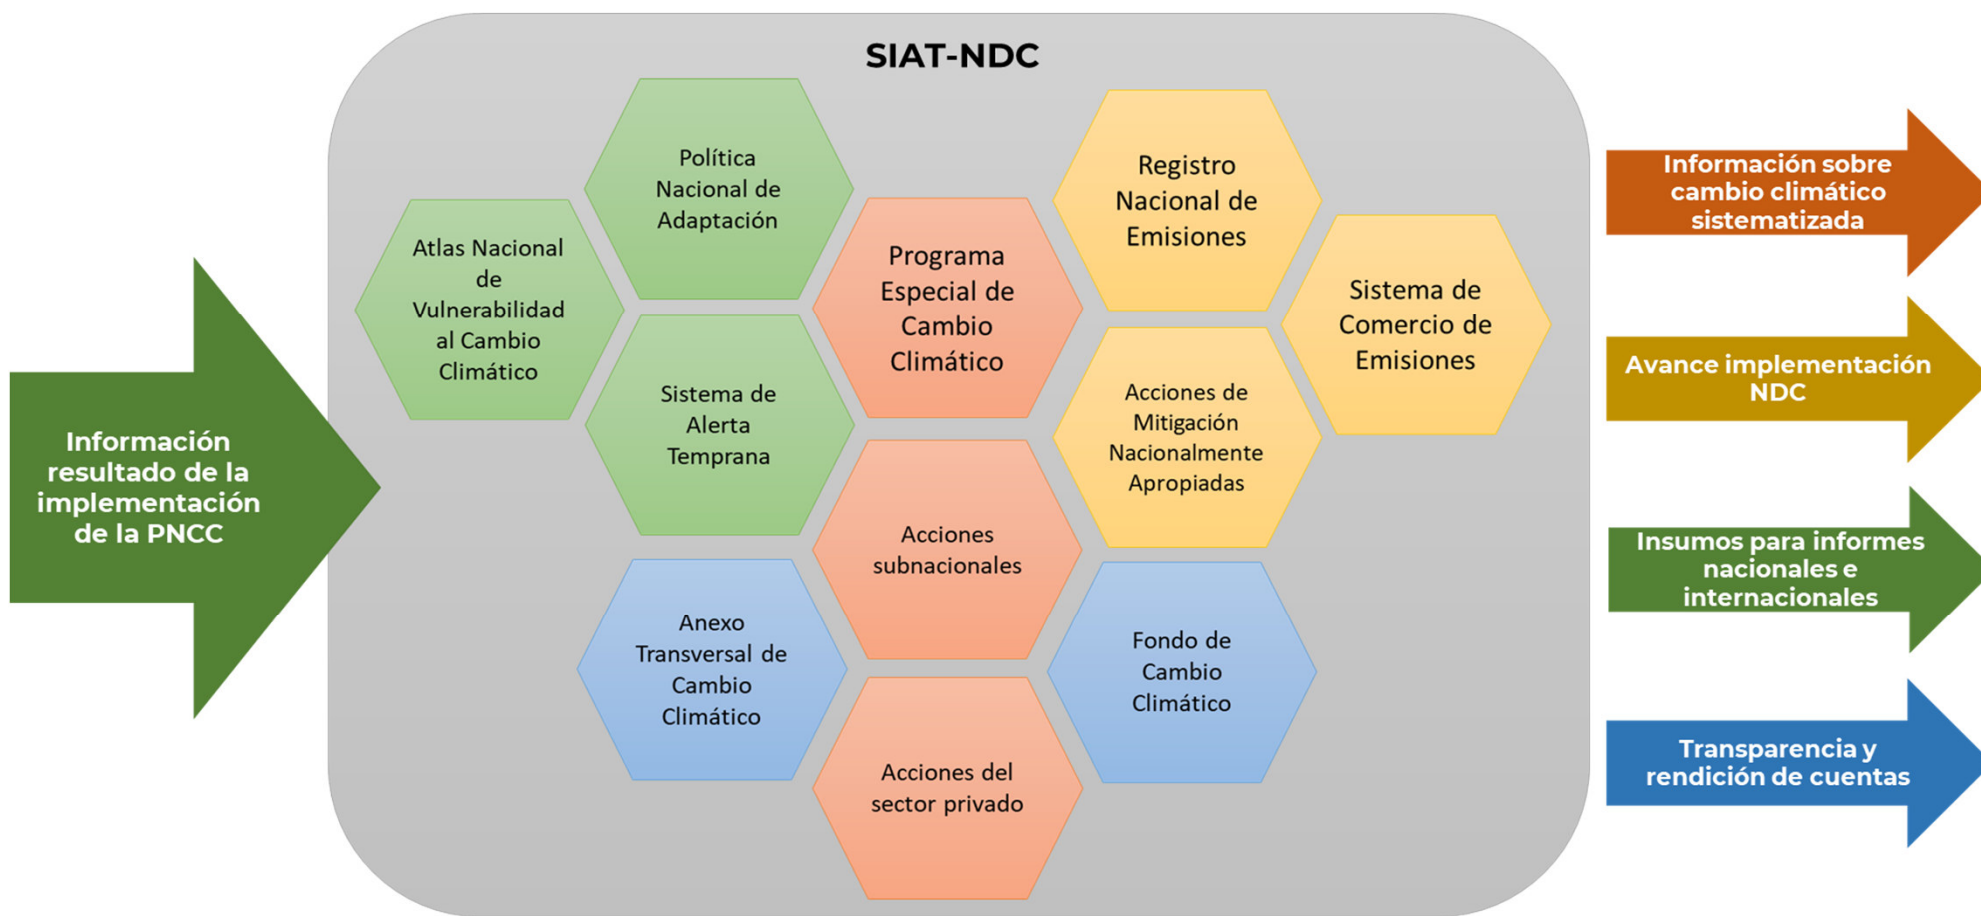 SIAT-NDC
Información
resultado de la
implementación
de la PNCC
Atlas Nacional
de
Vulnerabilidad
al Cambio
Climático
Política
Nacional de
Adaptación
Sistema de
Alerta
Temprana
Programa
Especial de
Cambio
Climático
Registro
Nacional de
Emisiones
Sistema de
Comercio de
Emisiones
Acciones de
Mitigación
Nacionalmente
Apropiadas
Acciones
subnacionales
Anexo
Transversal de
Cambio
Climático
Fondo de
Cambio
Climático
Acciones del
sector privado
Información sobre
cambio climático
sistematizada
Avance implementación
NDC
Insumos para informes
nacionales e
internacionales
Transparencia y
rendición de cuentas